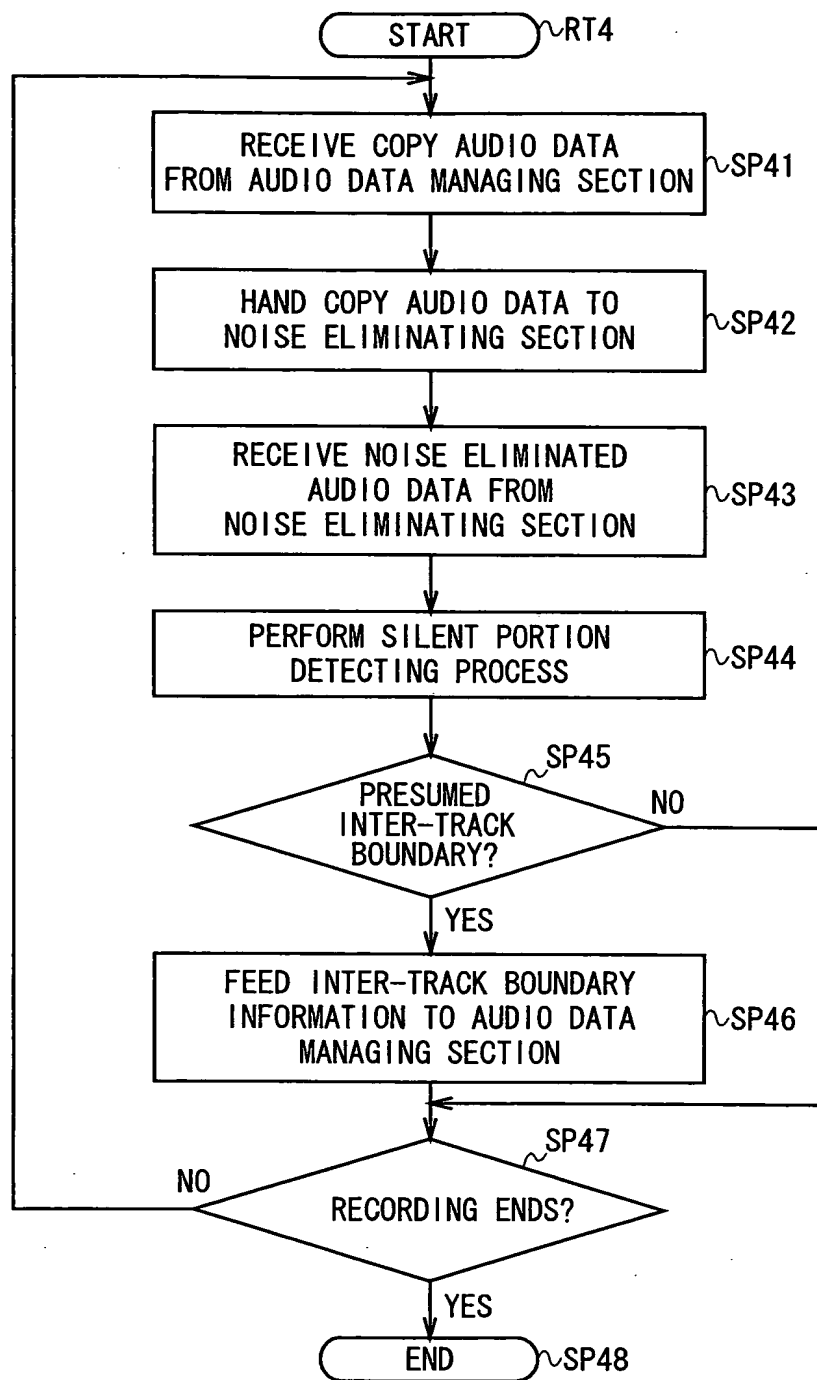 START
RT4
RECEIVE COPY AUDIO DATA
FROM AUDIO DATA MANAGING SECTION
SP41
HAND COPY AUDIO DATA TO
NOISE ELIMINATING SECTION
SP42
RECEIVE NOISE ELIMINATED
AUDIO DATA FROM
NOISE ELIMINATING SECTION
SP43
PERFORM SILENT PORTION
DETECTING PROCESS
SP44
SP45
PRESUMED
INTER-TRACK
BOUNDARY?
NO
YES
FEED INTER-TRACK BOUNDARY
INFORMATION TO AUDIO DATA
MANAGING SECTION
SP46
SP47
NO
RECORDING ENDS?
YES
END
SP48